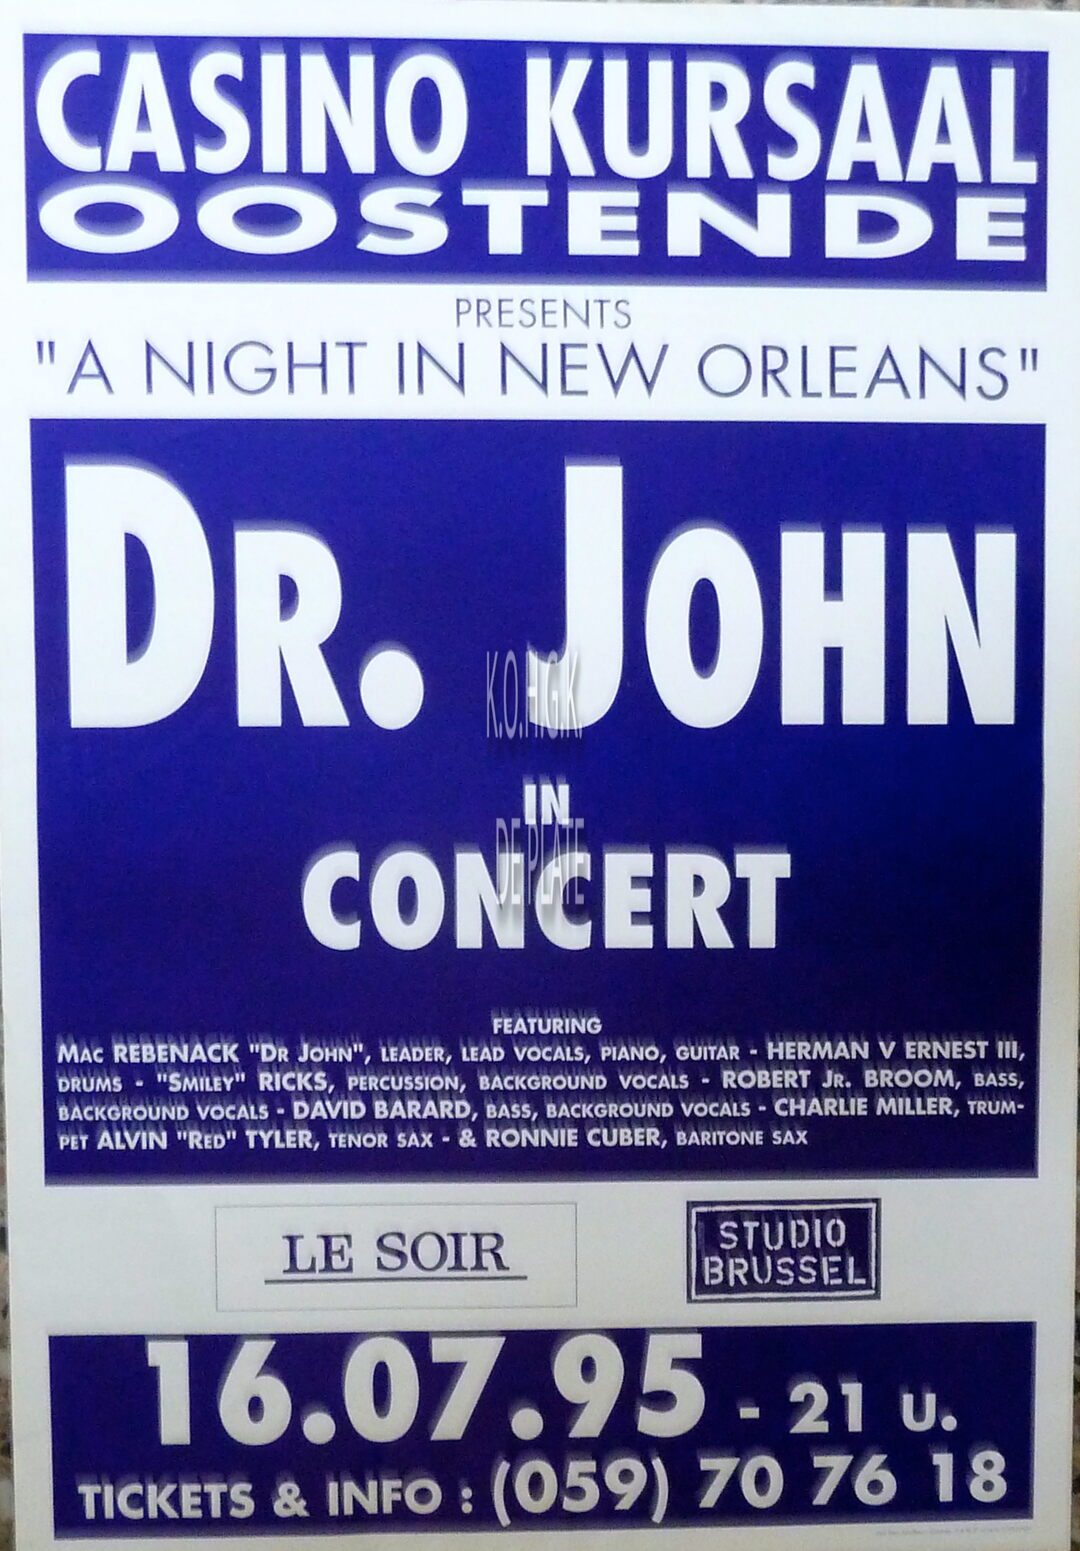 CASINO KURSAAL
OOSTENDE
PRESENTS
"A NIGHT IN NEW ORLEANS"
DR. JOHN
K.O.H.G.K.
IN
DE PLATE
CONCERT
FEATURING
MAC REBENACK "DR JOHN", LEADER, LEAD VOCALS, PIANO, GUITAR - HERMAN V ERNEST III,
DRUMS - "SMILEY" RICKS, PERCUSSION, BACKGROUND VOCALS - ROBERT JR. BROOM, BASS,
BACKGROUND VOCALS - DAVID BARARD, BASS, BACKGROUND VOCALS - CHARLIE MILLER, TRUM-
PET ALVIN "RED" TYLER, TENOR SAX - & RONNIE CUBER, BARITONE SAX
LE SOIR
STUDIO
BRUSSEL
16.07.95 - 21 U.
TICKETS & INFO : (059) 70 76 18